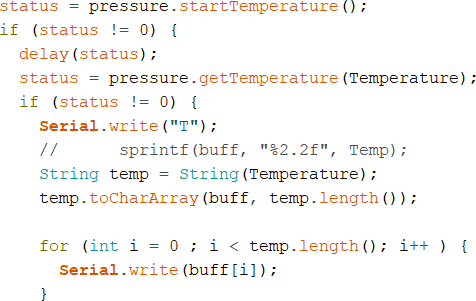 status = pressure.startTemperature();
if (status != 0) {
  delay(status);
  status = pressure.getTemperature(Temperature);
  if (status != 0) {
    Serial.write("T");
    //      sprintf(buff, "%2.2f", Temp);
    String temp = String(Temperature);
    temp.toCharArray(buff, temp.length());

    for (int i = 0 ; i < temp.length(); i++ ) {
      Serial.write(buff[i]);
    }